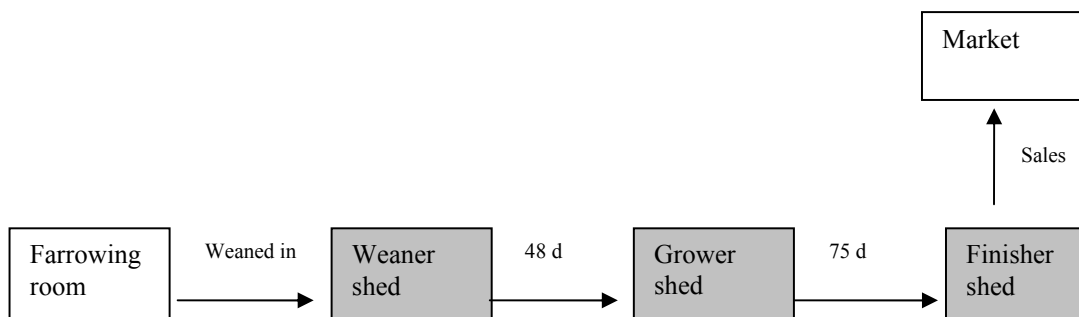 Market
Sales
Farrowing
room
Weaned in
Weaner
shed
48 d
Grower
shed
75 d
Finisher
shed